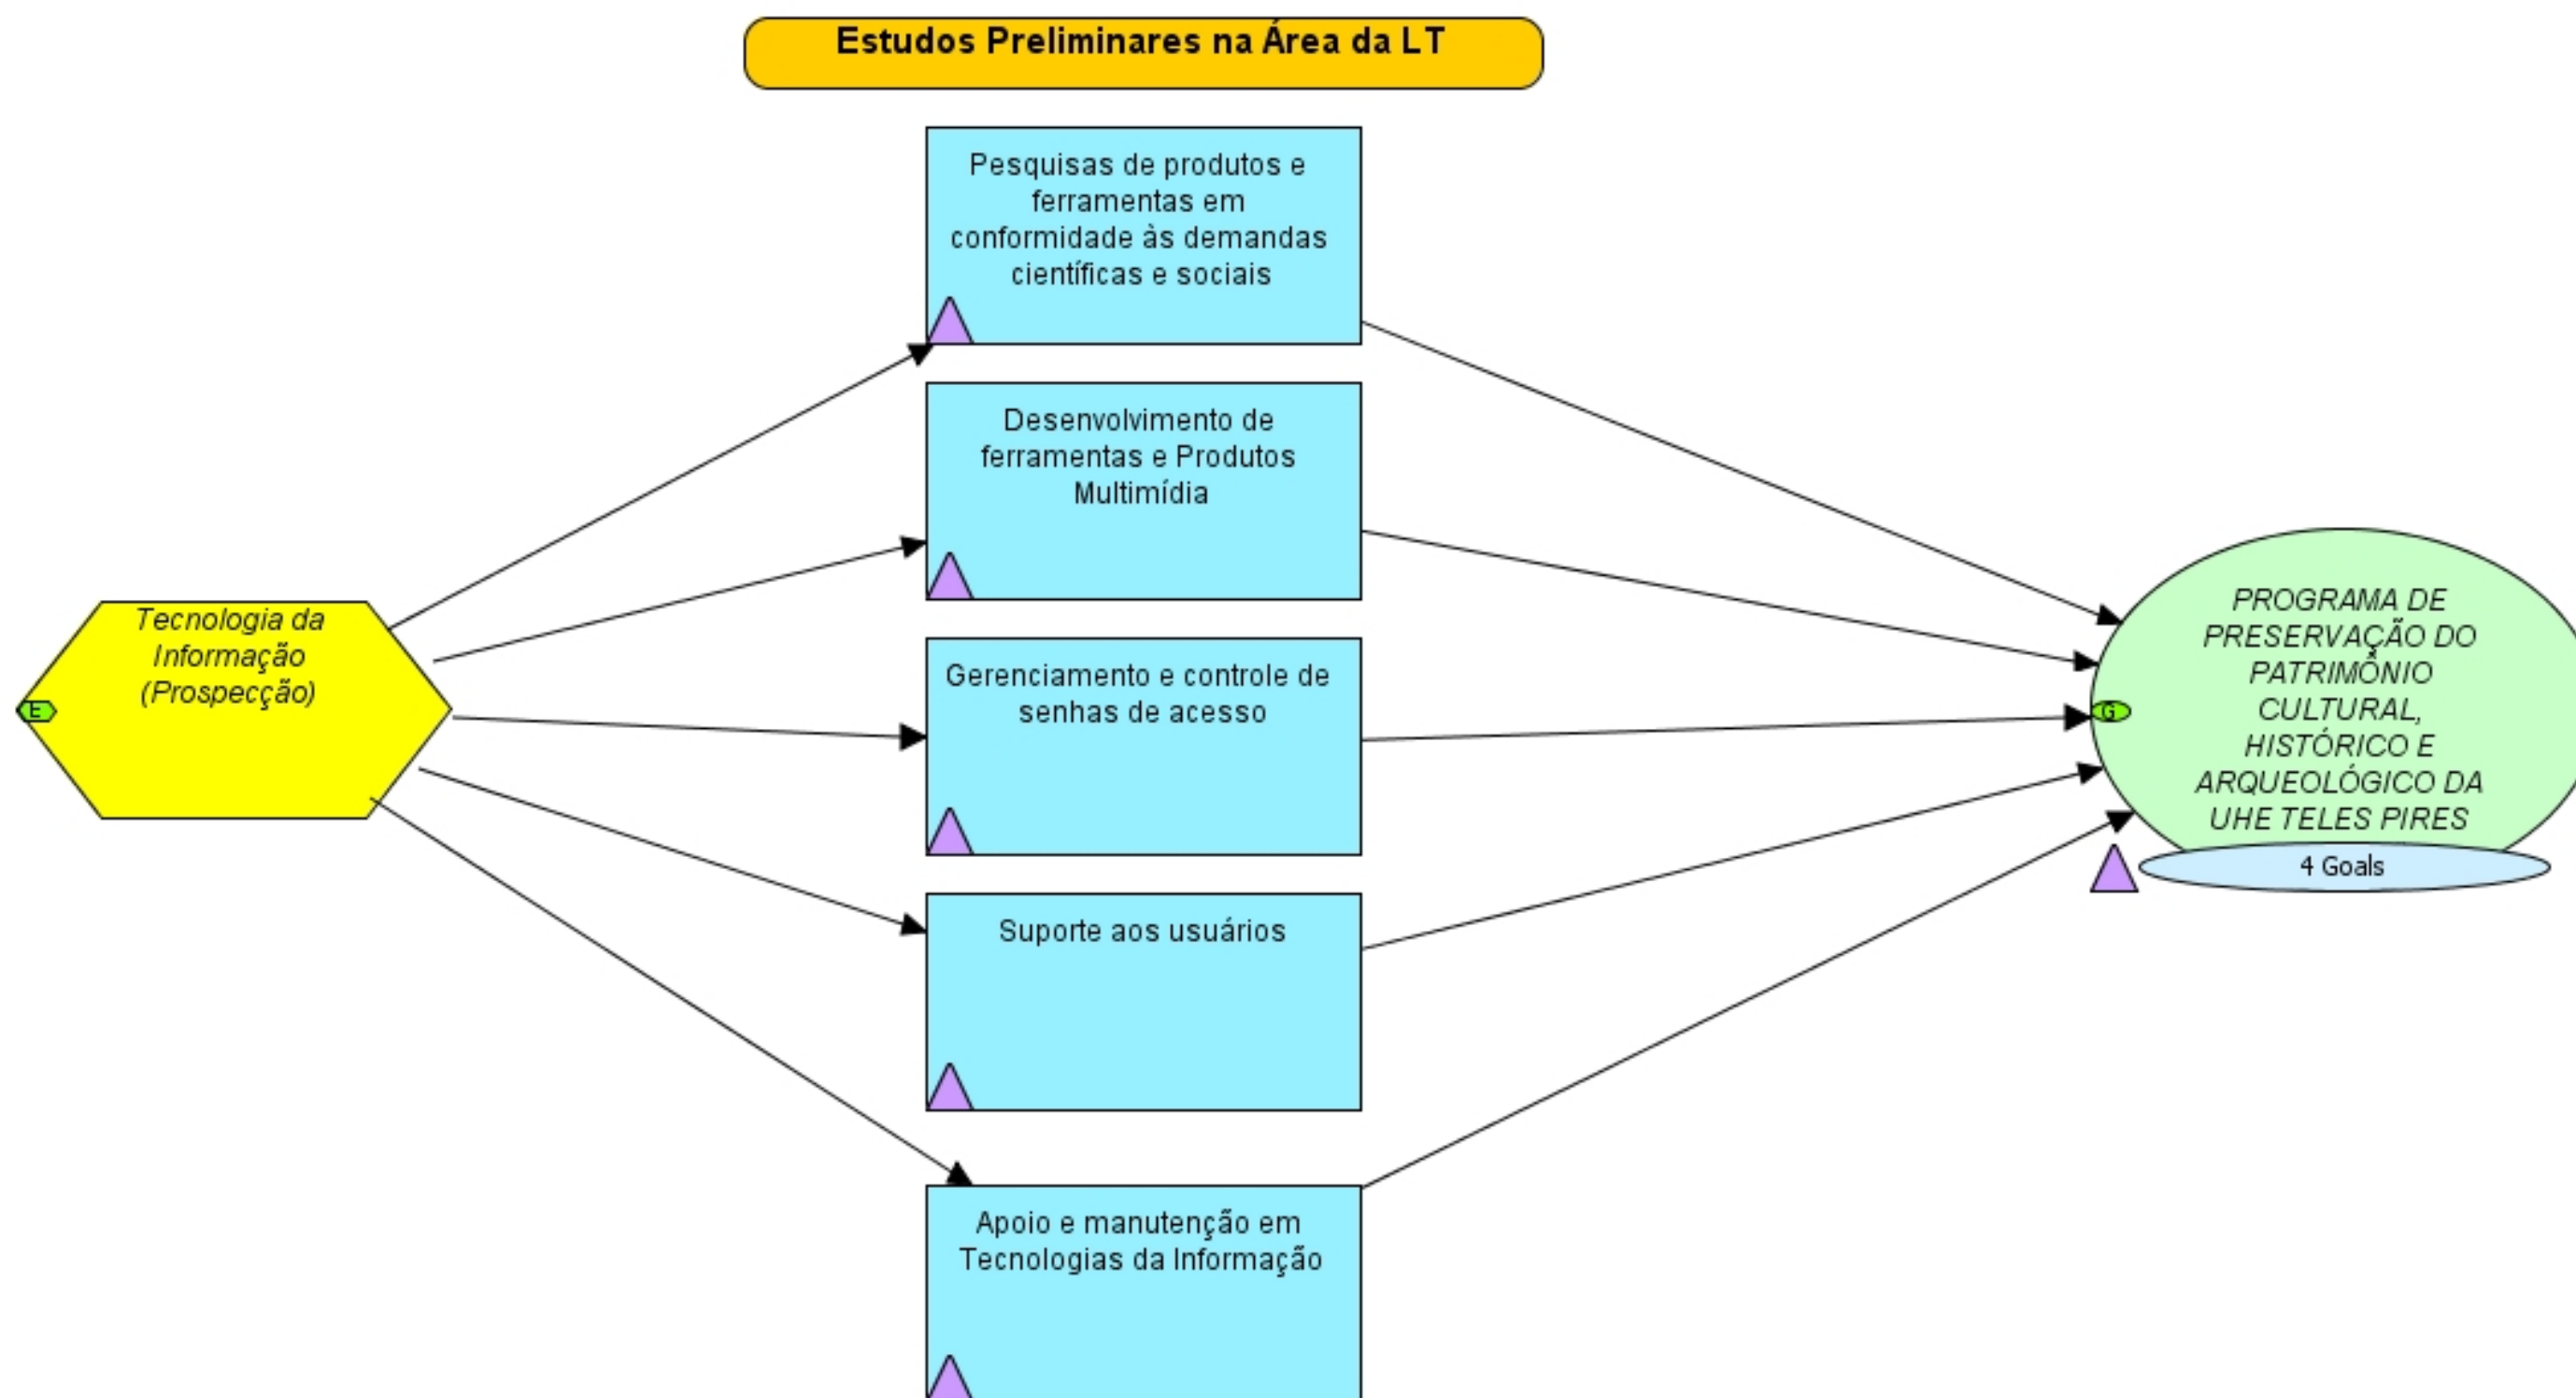 Estudos Preliminares na Área da LT
Pesquisas de produtos e
ferramentas em
conformidade às demandas
científicas e sociais
Desenvolvimento de
ferramentas e Produtos
Multimídia
Tecnologia da
Informação
(Prospecção)
E
Gerenciamento e controle de
senhas de acesso
Suporte aos usuários
Apoio e manutenção em
Tecnologias da Informação
PROGRAMA DE
PRESERVAÇÃO DO
PATRIMÔNIO
CULTURAL,
HISTÓRICO E
ARQUEOLÓGICO DA
UHE TELES PIRES
G
4 Goals